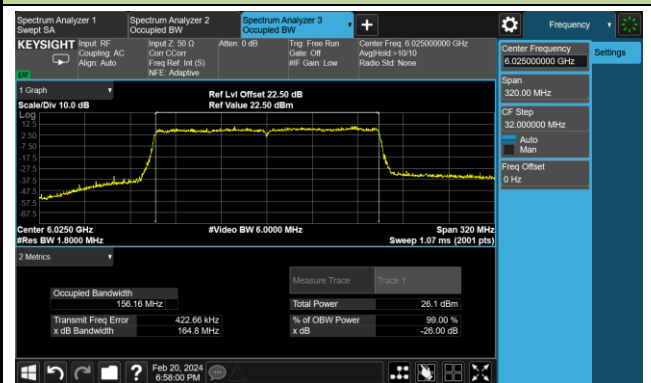 Spectrum Analyzer 1
Swept SA
Spectrum Analyzer 2
Occupied BW
Spectrum Analyzer 3
Occupied BW
Frequency
KEYSIGHT
Input: RF
Coupling: AC
Align: Auto
Input Z: 50 Ω
Corr CCorr
Freq Ref: Int (S)
NFE: Adaptive
Atten: 0 dB
Trig: Free Run
Gate: Off
#IF Gain: Low
Center Freq: 6.025000000 GHz
Avg|Hold:>10/10
Radio Std: None
Center Frequency
6.025000000 GHz
Settings
Span
320.00 MHz
CF Step
32.000000 MHz
Auto
Man
Freq Offset
0 Hz
1 Graph
Scale/Div 10.0 dB
Ref Lvl Offset 22.50 dB
Ref Value 22.50 dBm
Log
12.5
2.50
-7.50
-17.5
-27.5
-37.5
-47.5
-57.5
-67.5
Center 6.0250 GHz
#Res BW 1.8000 MHz
#Video BW 6.0000 MHz
Span 320 MHz
Sweep 1.07 ms (2001 pts)
2 Metrics
Measure Trace
Trace 1
Occupied Bandwidth
156.16 MHz
Total Power
26.1 dBm
Transmit Freq Error
422.66 kHz
% of OBW Power
99.00 %
x dB Bandwidth
164.8 MHz
x dB
-26.00 dB
Feb 20, 2024
6:58:00 PM